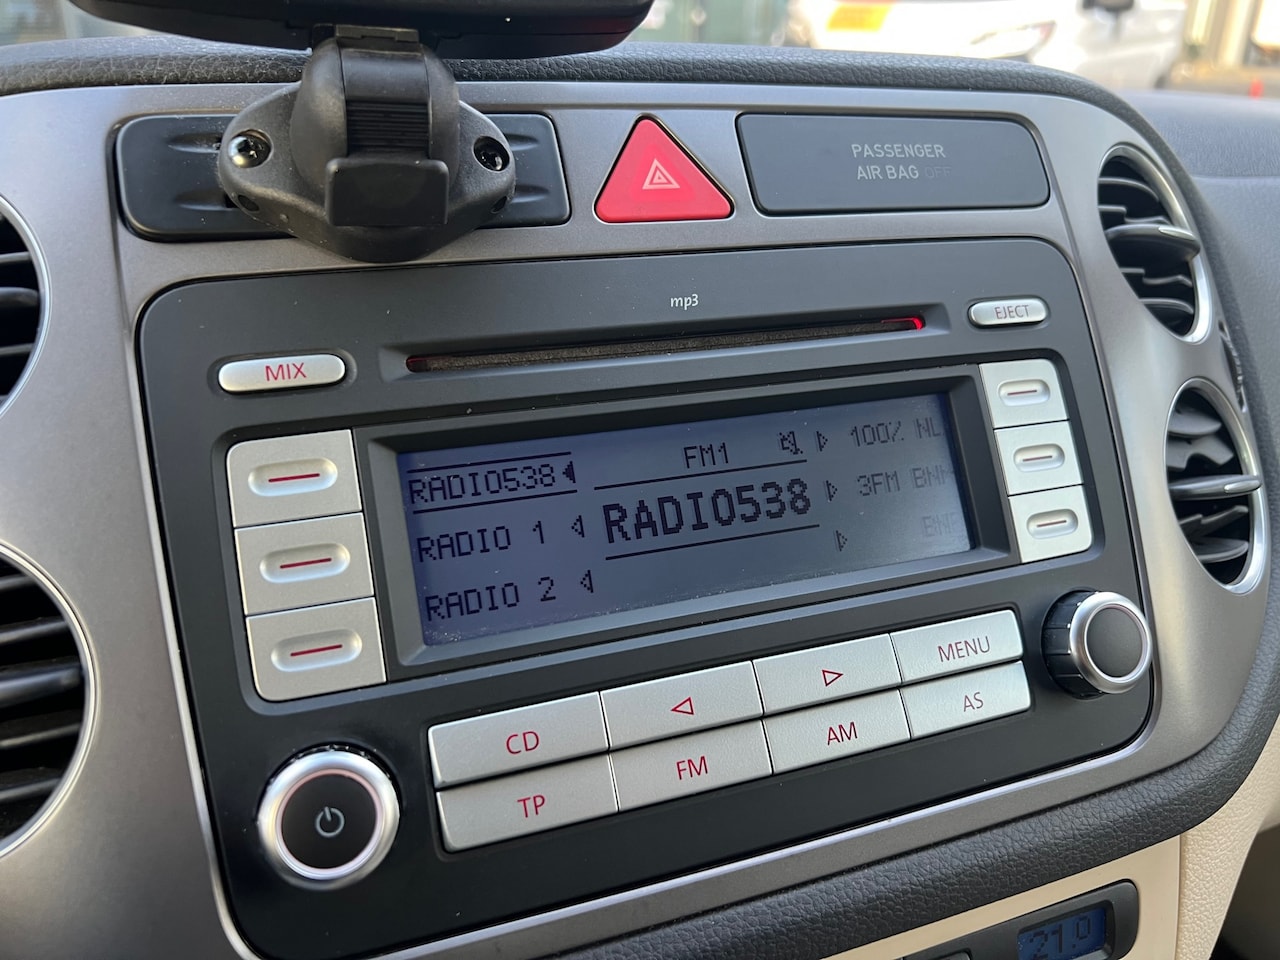 PASSENGER
AIR BAG OFF
mp3
EJECT
MIX
RADIO538
FM1
100% NL
RADIO 1
RADIO538
3FM
RADIO 2
CD
MENU
TP
FM
AM
AS
21.0